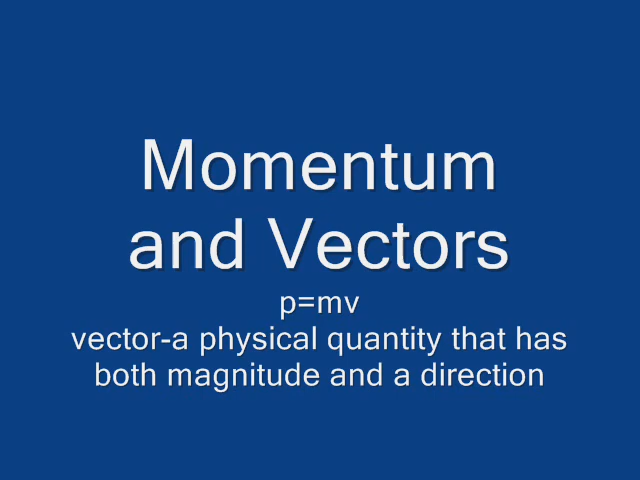 Momentum
and Vectors
p=mv
vector-a physical quantity that has
both magnitude and a direction